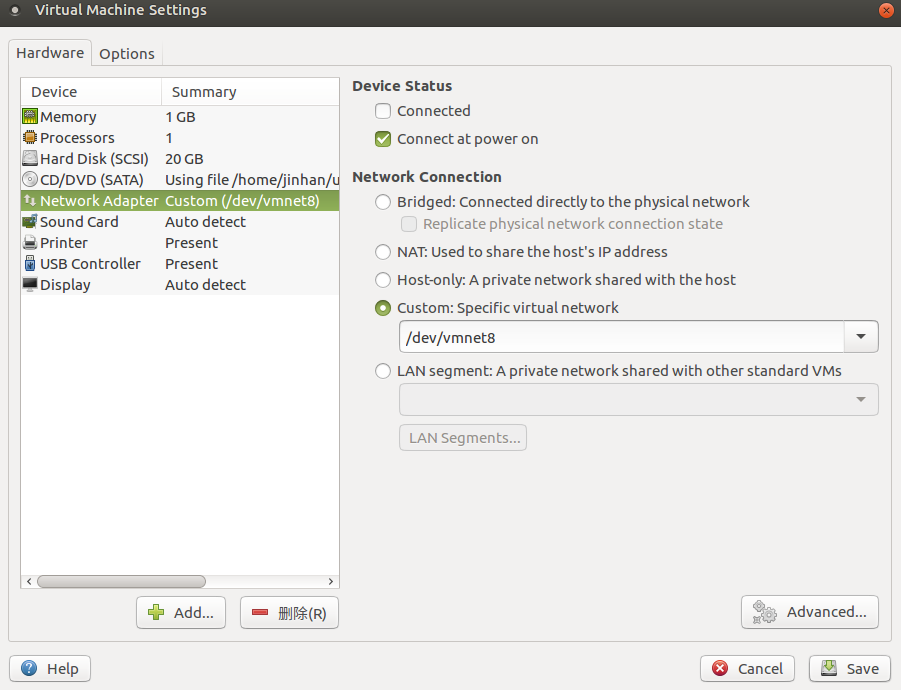 Virtual Machine Settings
Hardware Options
Device Summary
Memory 1 GB
Processors 1
Hard Disk (SCSI) 20 GB
CD/DVD (SATA) Using file /home/jinhan/u
Network Adapter Custom (/dev/vmnet8)
Sound Card Auto detect
Printer Present
USB Controller Present
Display Auto detect
Add... 删除(R)
Device Status
Connected
Connect at power on
Network Connection
Bridged: Connected directly to the physical network
Replicate physical network connection state
NAT: Used to share the host's IP address
Host-only: A private network shared with the host
Custom: Specific virtual network
/dev/vmnet8
LAN segment: A private network shared with other standard VMs
LAN Segments...
Advanced...
Help Cancel Save